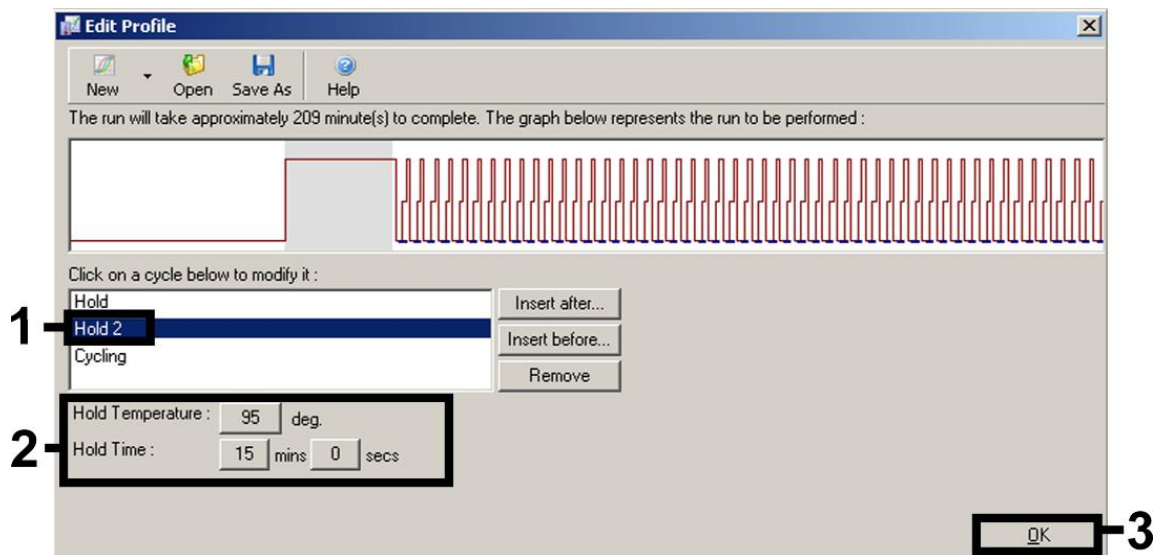 Edit Profile
New Open Save As Help
The run will take approximately 209 minute(s) to complete. The graph below represents the run to be performed :
Click on a cycle below to modify it :
Hold
Insert after...
1 Hold 2
Insert before...
Cycling
Remove
2
Hold Temperature : 95 deg.
Hold Time : 15 mins 0 secs
OK 3